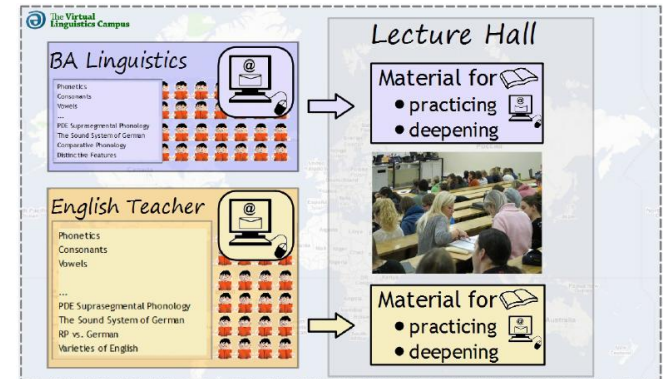 The Virtual
Linguistics Campus
BA Linguistics
Phonetics
Consonants
Vowels
...
PDE Suprasegmental Phonology
The Sound System of German
Comparative Phonology
Distinctive Features
@
English Teacher
Phonetics
Consonants
Vowels
...
PDE Suprasegmental Phonology
The Sound System of German
RP vs. German
Varieties of English
@
Lecture Hall
Material for
• practicing
• deepening
@
Material for
• practicing
• deepening
@